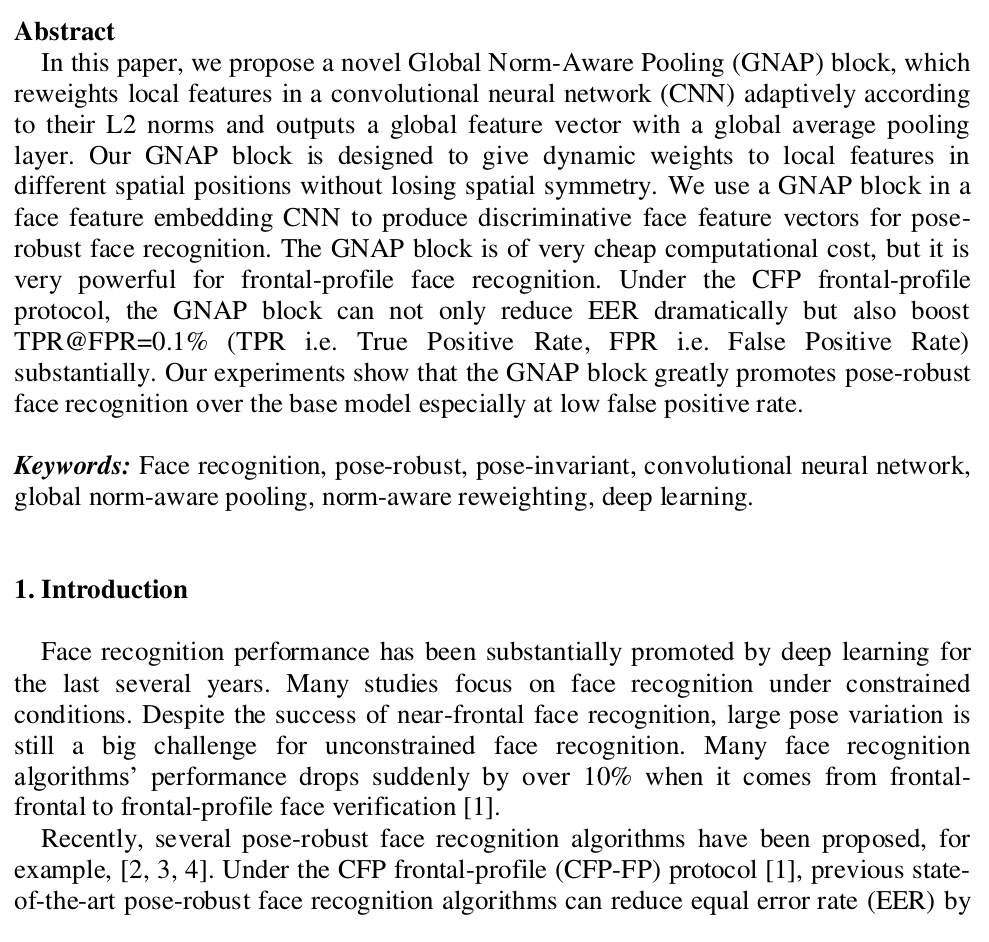 Abstract
In this paper, we propose a novel Global Norm-Aware Pooling (GNAP) block, which
reweights local features in a convolutional neural network (CNN) adaptively according
to their L2 norms and outputs a global feature vector with a global average pooling
layer. Our GNAP block is designed to give dynamic weights to local features in
different spatial positions without losing spatial symmetry. We use a GNAP block in a
face feature embedding CNN to produce discriminative face feature vectors for pose-
robust face recognition. The GNAP block is of very cheap computational cost, but it is
very powerful for frontal-profile face recognition. Under the CFP frontal-profile
protocol, the GNAP block can not only reduce EER dramatically but also boost
TPR@FPR=0.1% (TPR i.e. True Positive Rate, FPR i.e. False Positive Rate)
substantially. Our experiments show that the GNAP block greatly promotes pose-robust
face recognition over the base model especially at low false positive rate.
Keywords: Face recognition, pose-robust, pose-invariant, convolutional neural network,
global norm-aware pooling, norm-aware reweighting, deep learning.
1. Introduction
Face recognition performance has been substantially promoted by deep learning for
the last several years. Many studies focus on face recognition under constrained
conditions. Despite the success of near-frontal face recognition, large pose variation is
still a big challenge for unconstrained face recognition. Many face recognition
algorithms’ performance drops suddenly by over 10% when it comes from frontal-
frontal to frontal-profile face verification [1].
Recently, several pose-robust face recognition algorithms have been proposed, for
example, [2, 3, 4]. Under the CFP frontal-profile (CFP-FP) protocol [1], previous state-
of-the-art pose-robust face recognition algorithms can reduce equal error rate (EER) by